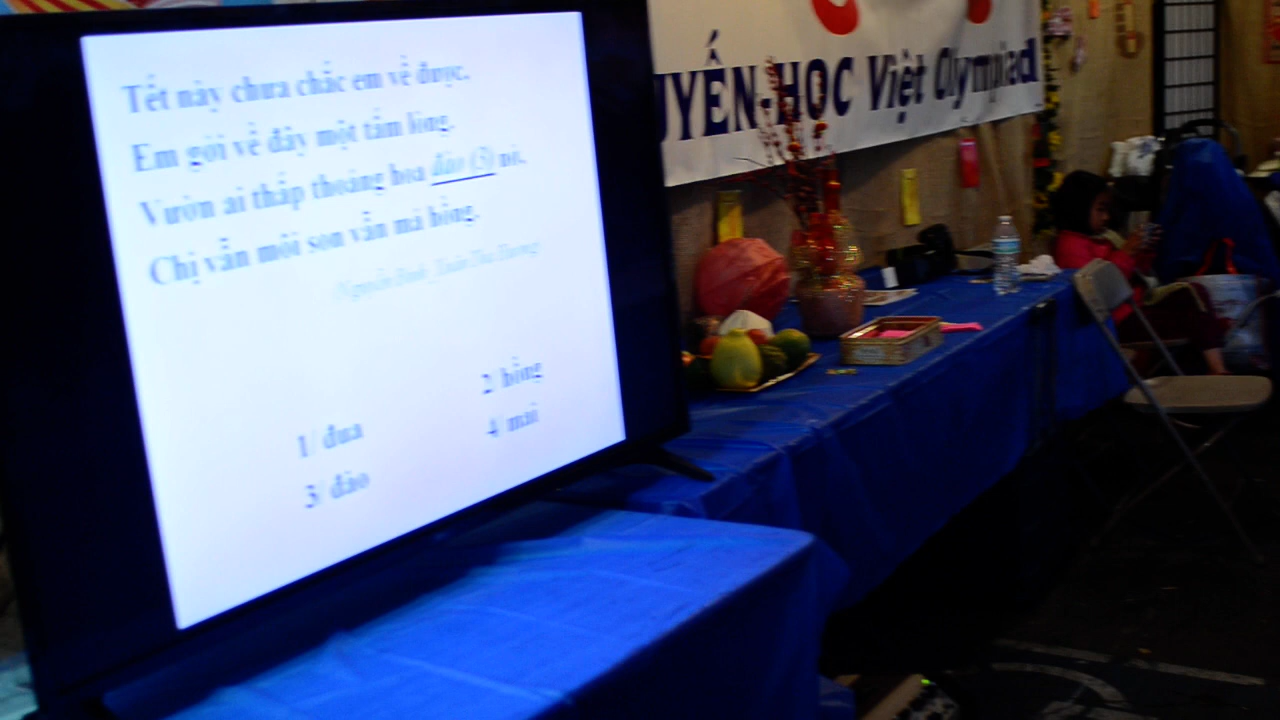 Tết này chưa chắc em về được.
Em gởi về đây một tấm lòng.
Vườn ai thấp thoáng hoa đào (3) nở,
Chị vẫn môi son vẫn má hồng.
1/ đua
2/ hồng
3/ đào
4/ mai
UYẾN-HỌC Việt Olympiad